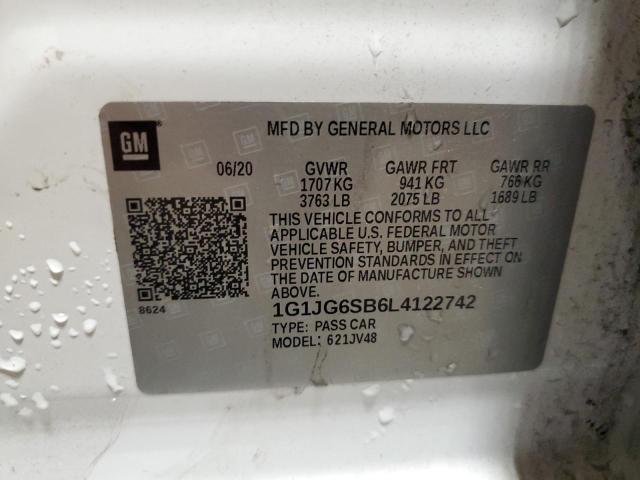 GM
MFD BY GENERAL MOTORS LLC
06/20 GVWR GAWR FRT GAWR RR
1707 KG 941 KG 766 KG
3763 LB 2075 LB 1689 LB
THIS VEHICLE CONFORMS TO ALL
APPLICABLE U.S. FEDERAL MOTOR
VEHICLE SAFETY, BUMPER, AND THEFT
PREVENTION STANDARDS IN EFFECT ON
THE DATE OF MANUFACTURE SHOWN
ABOVE.
8624
1G1JG6SB6L4122742
TYPE: PASS CAR
MODEL: 621JV48